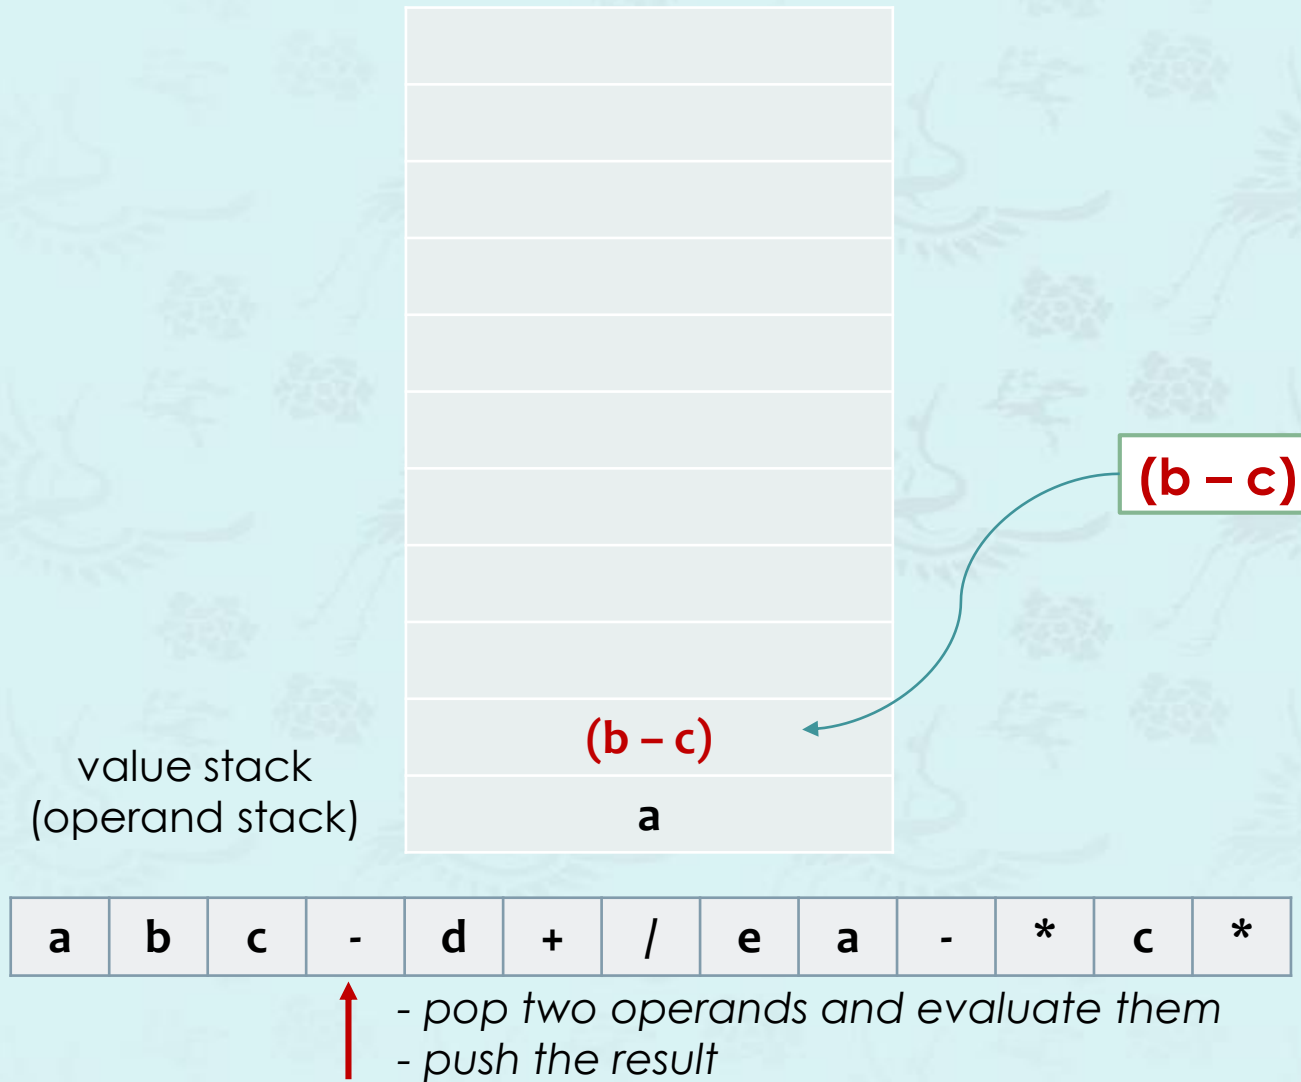 (b – c)
(b – c)
value stack
(operand stack)
a
a b c - d + / e a - * c *
- pop two operands and evaluate them
- push the result